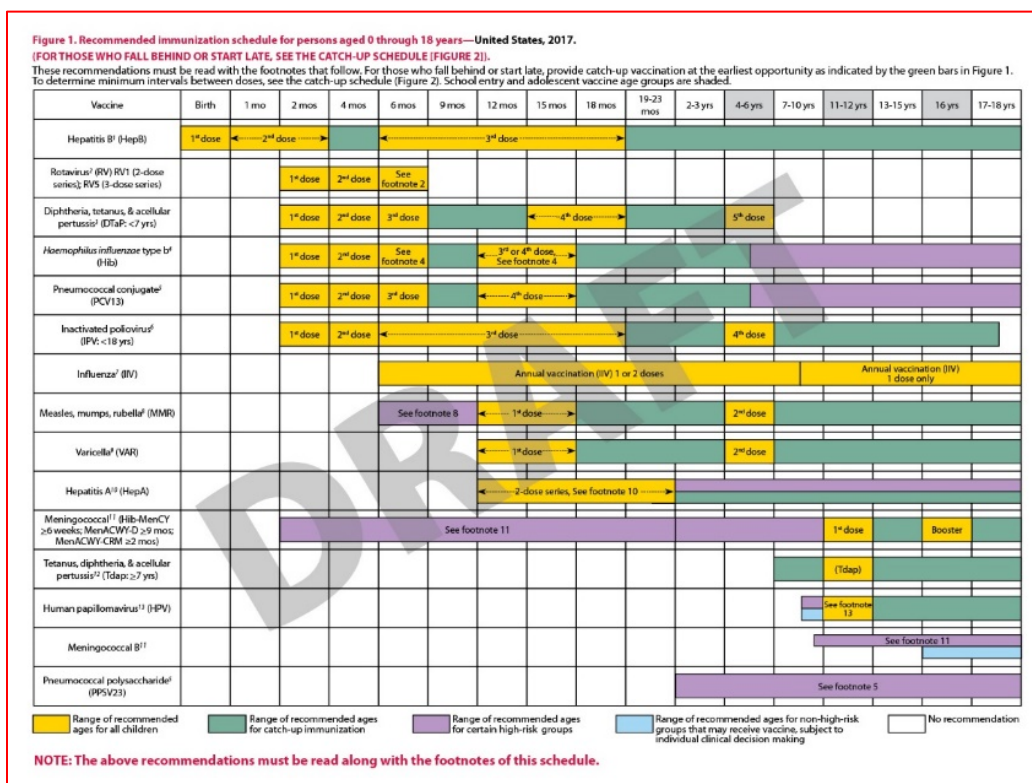 Figure 1. Recommended immunization schedule for persons aged 0 through 18 years—United States, 2017.
(FOR THOSE WHO FALL BEHIND OR START LATE, SEE THE CATCH-UP SCHEDULE [FIGURE 2]).
These recommendations must be read with the footnotes that follow. For those who fall behind or start late, provide catch-up vaccination at the earliest opportunity as indicated by the green bars in Figure 1.
To determine minimum intervals between doses, see the catch-up schedule (Figure 2). School entry and adolescent vaccine age groups are shaded.
Vaccine Birth 1 mo 2 mos 4 mos 6 mos 9 mos 12 mos 15 mos 18 mos 19-23 mos 2-3 yrs 4-6 yrs 7-10 yrs 11-12 yrs 13-15 yrs 16 yrs 17-18 yrs
Hepatitis B¹ (HepB) 1st dose 2nd dose 3rd dose
Rotavirus² (RV) RV1 (2-dose
series); RV5 (3-dose series)
1st dose 2nd dose See footnote 2
Diphtheria, tetanus, & acellular
pertussis³ (DTaP: <7 yrs)
1st dose 2nd dose 3rd dose 4th dose 5th dose
Haemophilus influenzae type b⁴
(Hib)
1st dose 2nd dose See footnote 4 3rd or 4th dose, See footnote 4
Pneumococcal conjugate⁵
(PCV13)
1st dose 2nd dose 3rd dose 4th dose
Inactivated poliovirus⁶
(IPV: <18 yrs)
1st dose 2nd dose 3rd dose 4th dose
Influenza⁷ (IIV) Annual vaccination (IIV) 1 or 2 doses Annual vaccination (IIV) 1 dose only
Measles, mumps, rubella⁸ (MMR) See footnote 8 1st dose 2nd dose
Varicella⁹ (VAR) 1st dose 2nd dose
Hepatitis A¹⁰ (HepA) 2-dose series, See footnote 10
Meningococcal¹¹ (Hib-MenCY
≥6 weeks; MenACWY-D ≥9 mos;
MenACWY-CRM ≥2 mos)
See footnote 11 1st dose Booster
Tetanus, diphtheria, & acellular
pertussis¹² (Tdap: ≥7 yrs)
(Tdap)
Human papillomavirus¹³ (HPV) See footnote 13
Meningococcal B¹¹ See footnote 11
Pneumococcal polysaccharide⁵
(PPSV23)
See footnote 5
DRAFT
Range of recommended
ages for all children
Range of recommended ages
for catch-up immunization
Range of recommended ages
for certain high-risk groups
Range of recommended ages for non-high-risk
groups that may receive vaccine, subject to
individual clinical decision making
No recommendation
NOTE: The above recommendations must be read along with the footnotes of this schedule.